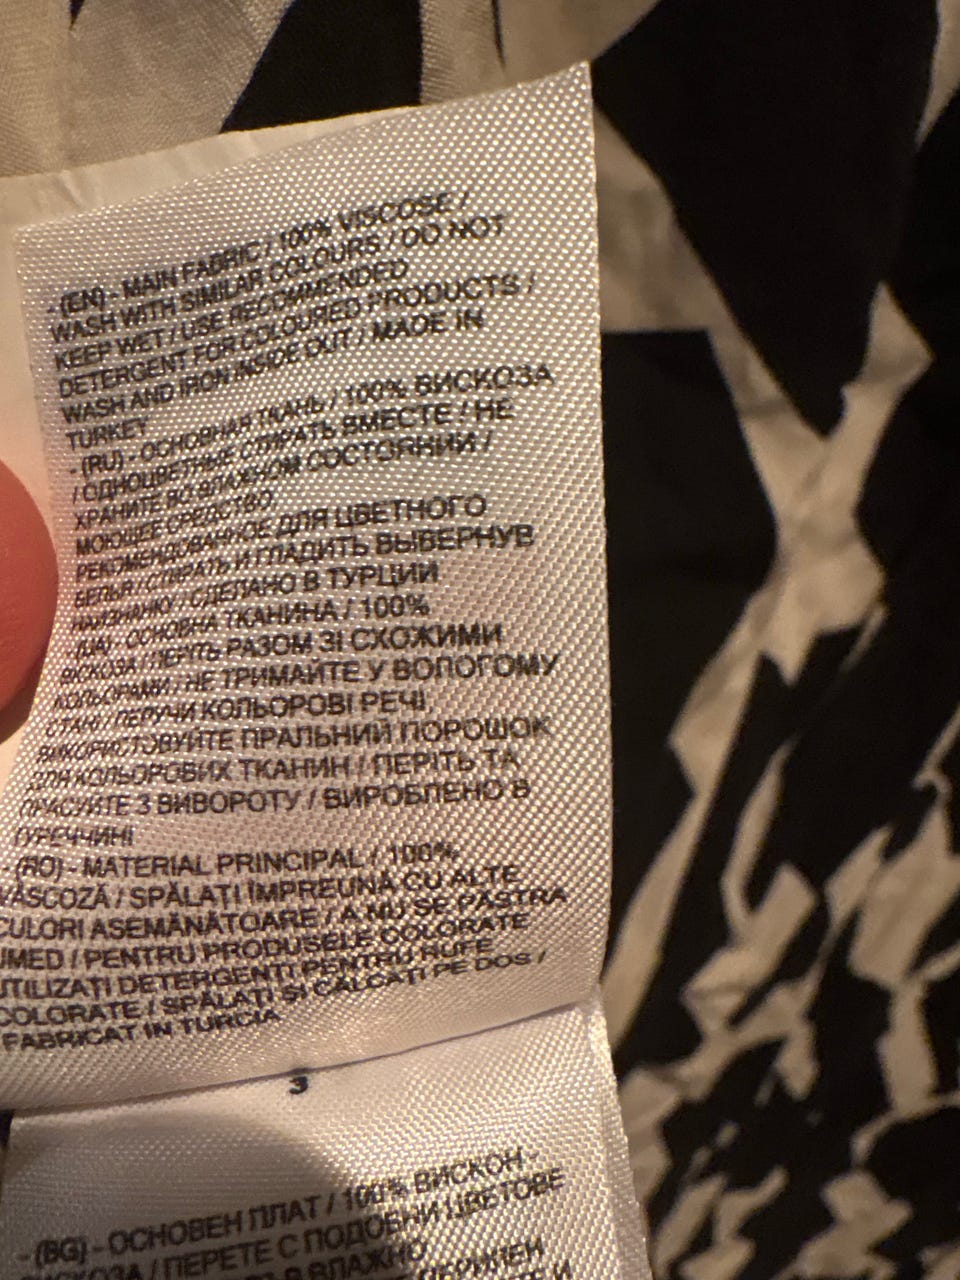 - (EN) - MAIN FABRIC / 100% VISCOSE /
WASH WITH SIMILAR COLOURS / DO NOT
KEEP WET / USE RECOMMENDED
DETERGENT FOR COLOURED PRODUCTS /
WASH AND IRON INSIDE OUT / MADE IN
TURKEY
- (RU) - ОСНОВНАЯ ТКАНЬ / 100% ВИСКОЗА
/ ОДНОЦВЕТНЫЕ СТИРАТЬ ВМЕСТЕ / НЕ
ХРАНИТЕ ВО ВЛАЖНОМ СОСТОЯНИИ /
МОЮЩЕЕ СРЕДСТВО
РЕКОМЕНДОВАННОЕ ДЛЯ ЦВЕТНОГО
БЕЛЬЯ / СТИРАТЬ И ГЛАДИТЬ ВЫВЕРНУВ
НАИЗНАНКУ / СДЕЛАНО В ТУРЦИИ
- (UA) - ОСНОВНА ТКАНИНА / 100%
ВІСКОЗА / ПЕРІТЬ РАЗОМ ЗІ СХОЖИМИ
КОЛЬОРАМИ / НЕ ТРИМАЙТЕ У ВОЛОГОМУ
СТАНІ / ПЕРУЧИ КОЛЬОРОВІ РЕЧІ,
ВИКОРИСТОВУЙТЕ ПРАЛЬНИЙ ПОРОШОК
ДЛЯ КОЛЬОРОВИХ ТКАНИН / ПЕРІТЬ ТА
ПРАСУЙТЕ З ВИВОРОТУ / ВИРОБЛЕНО В
ТУРЕЧЧИНІ
- (RO) - MATERIAL PRINCIPAL / 100%
VÂSCOZĂ / SPĂLAȚI ÎMPREUNĂ CU ALTE
CULORI ASEMĂNĂTOARE / A NU SE PĂSTRA
UMED / PENTRU PRODUSELE COLORATE
UTILIZAȚI DETERGENȚI PENTRU RUFE
COLORATE / SPĂLAȚI ȘI CĂLCAȚI PE DOS /
FABRICAT IN TURCIA
3
- (BG) - ОСНОВЕН ПЛАТ / 100% ВИСКОН -
ВИСКОЗА / ПЕРЕТЕ С ПОДОБНИ ЦВЕТОВЕ
ВЪВ ВЛАЖНО